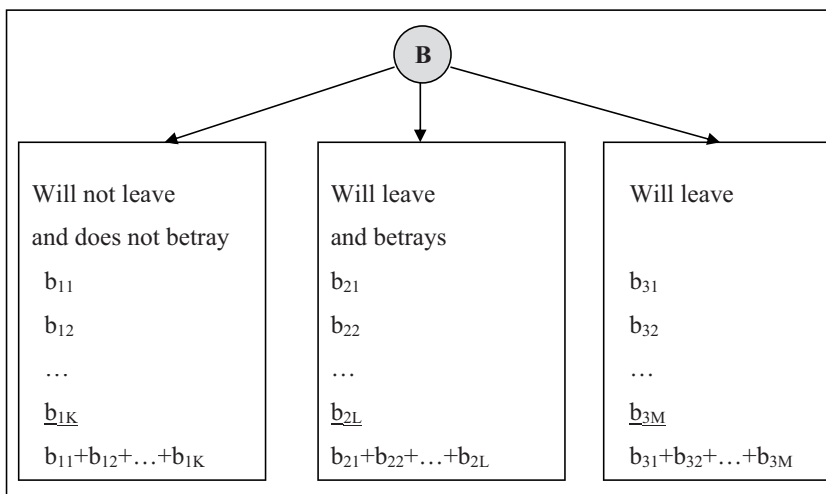 B
Will not leave
and does not betray
b₁₁
b₁₂
…
b₁K
b₁₁+b₁₂+…+b₁K
Will leave
and betrays
b₂₁
b₂₂
…
b₂L
b₂₁+b₂₂+…+b₂L
Will leave
b₃₁
b₃₂
…
b₃M
b₃₁+b₃₂+…+b₃M